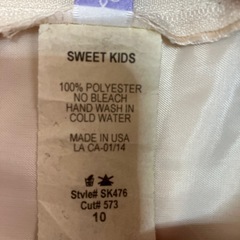 SWEET KIDS
100% POLYESTER
NO BLEACH
HAND WASH IN
COLD WATER
MADE IN USA
LA CA-01/14
Style# SK476
Cut# 573
10